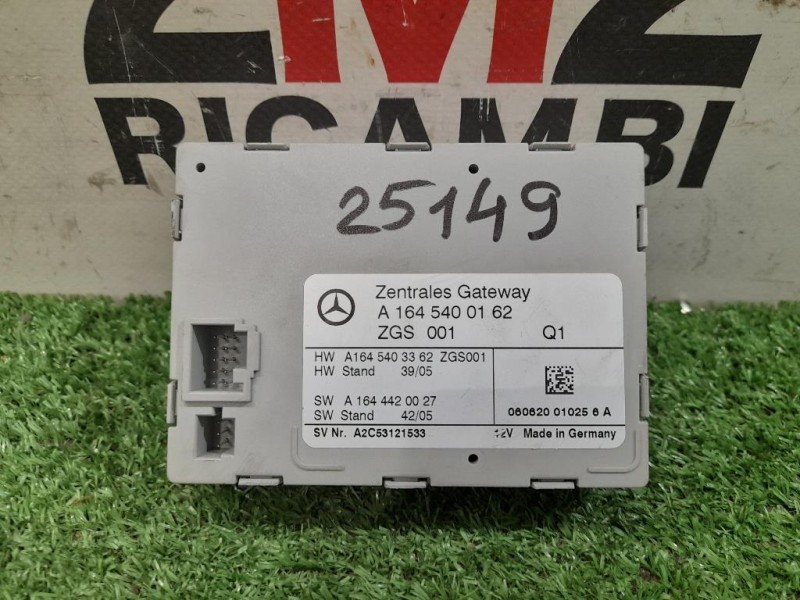 2M2
RICAMBI
25149
Zentrales Gateway
A 164 540 01 62
ZGS 001 Q1
HW A164 540 33 62 ZGS001
HW Stand 39/05
SW A 164 442 00 27
SW Stand 42/05
060620 01025 6 A
SV Nr. A2C53121533 12V Made in Germany